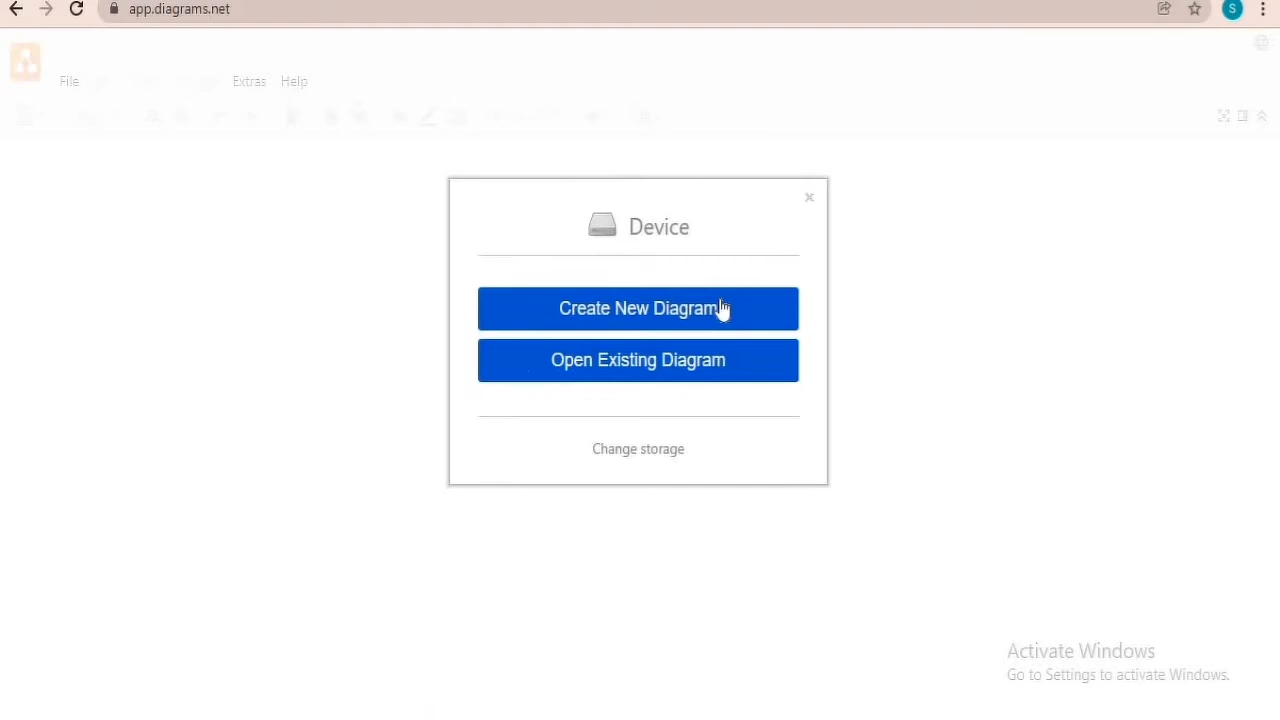 app.diagrams.net
S
File
Extras
Help
Device
Create New Diagram
Open Existing Diagram
Change storage
Activate Windows
Go to Settings to activate Windows.